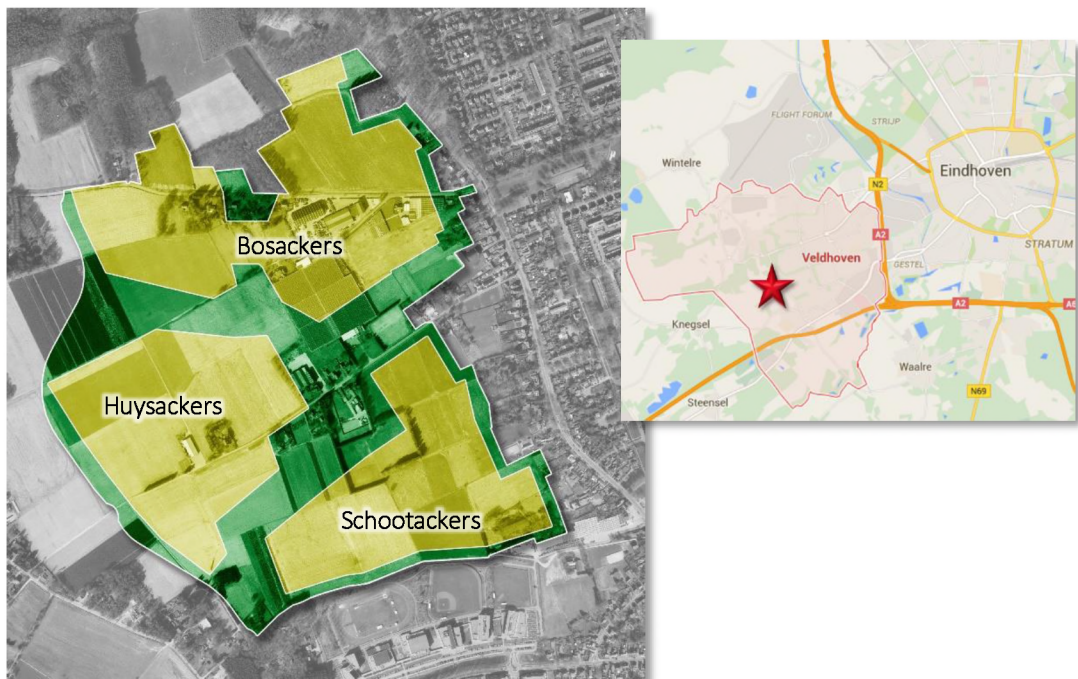 Bosackers
Huysackers
Schootackers
FLIGHT FORUM
STRIJP
Wintelre
Eindhoven
N2
A2
STRATUM
Veldhoven
GESTEL
A2
A6
Knegsel
Waalre
N69
Steensel